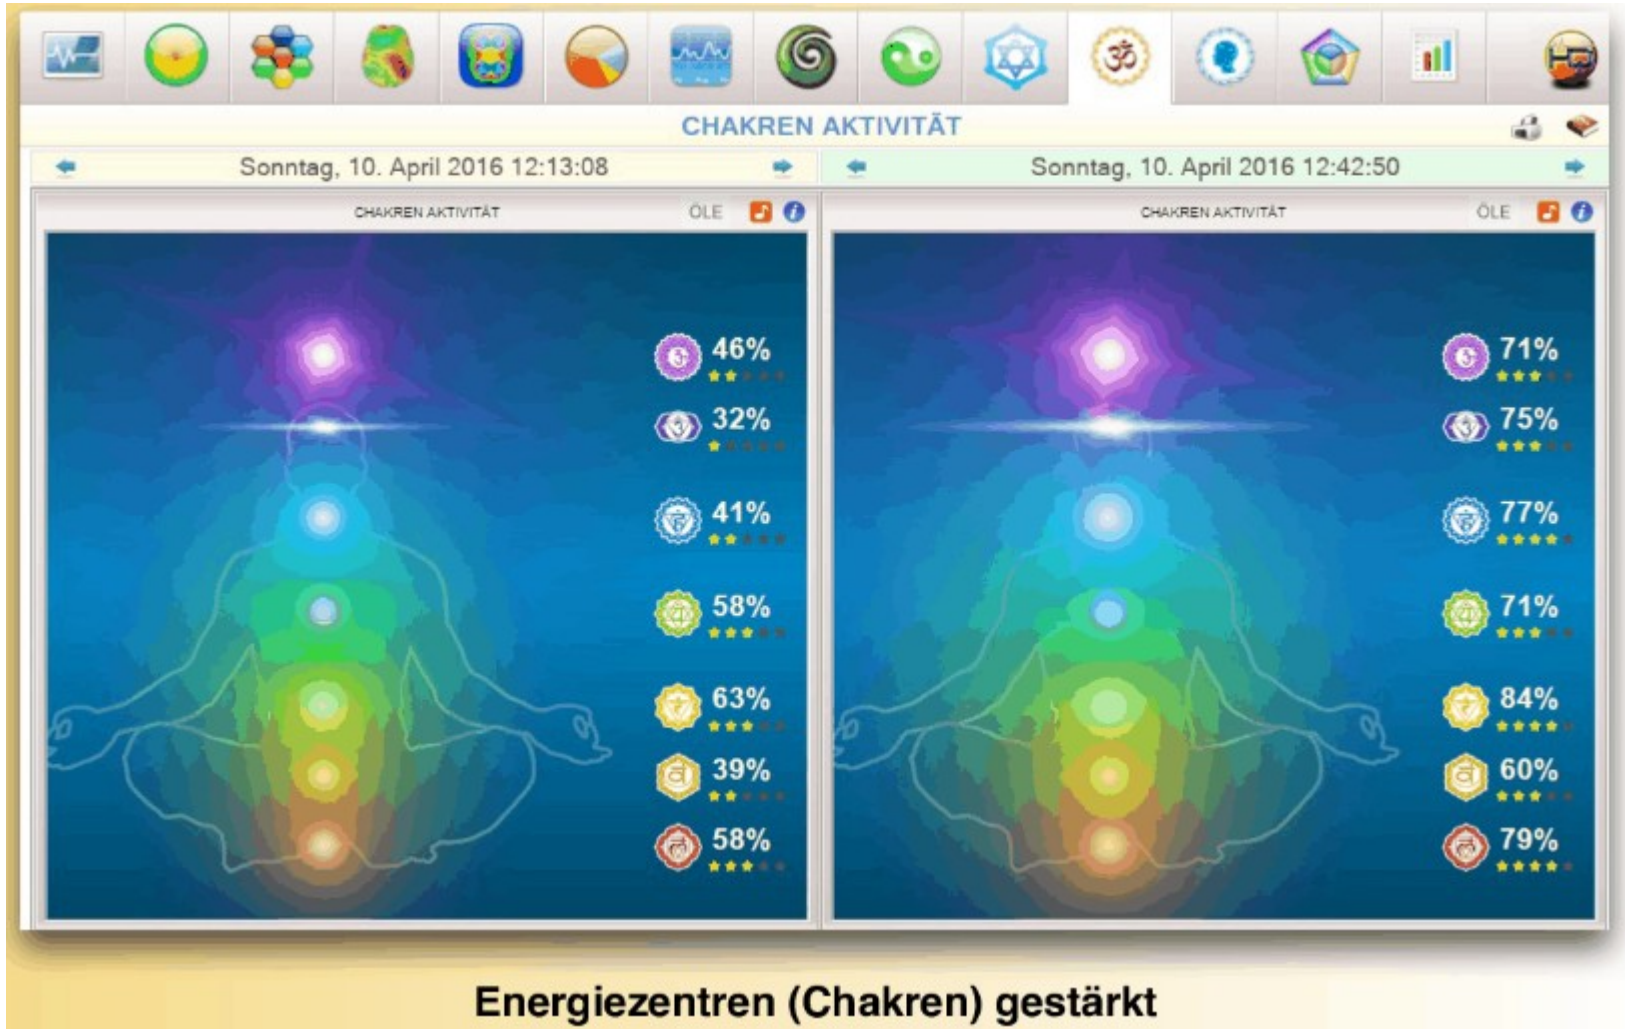 CHAKREN AKTIVITÄT
Sonntag, 10. April 2016 12:13:08
Sonntag, 10. April 2016 12:42:50
CHAKREN AKTIVITÄT ÖLE
CHAKREN AKTIVITÄT ÖLE
46%
32%
41%
58%
63%
39%
58%
71%
75%
77%
71%
84%
60%
79%
Energiezentren (Chakren) gestärkt